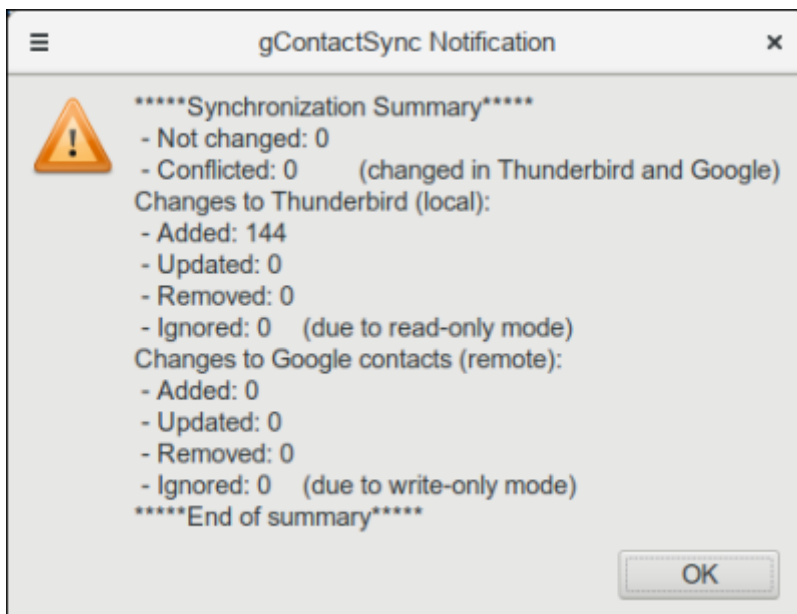 gContactSync Notification
*****Synchronization Summary*****
- Not changed: 0
- Conflicted: 0 (changed in Thunderbird and Google)
Changes to Thunderbird (local):
- Added: 144
- Updated: 0
- Removed: 0
- Ignored: 0 (due to read-only mode)
Changes to Google contacts (remote):
- Added: 0
- Updated: 0
- Removed: 0
- Ignored: 0 (due to write-only mode)
*****End of summary*****
OK